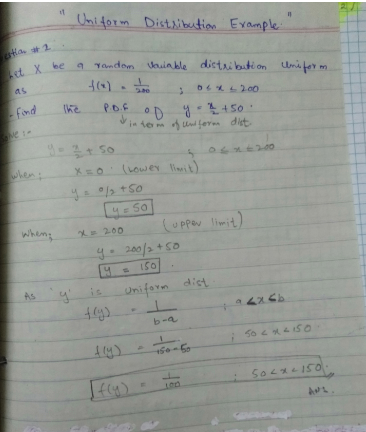 "Uniform Distribution Example."
Let X be a random variable distribution uniform
as f(x) = 1/200 ; 0 < x < 200
- Find the P.D.F of y = x/2 + 50.
↓ in term of uniform dist
y = x/2 + 50 ; 0 ≤ x ≤ 200
when; x = 0 (Lower limit)
y = 0/2 + 50
y = 50
When; x = 200 (upper limit)
y = 200/2 + 50
y = 150
As 'y' is uniform dist
f(y) = 1/b-a ; a < x < b
f(y) = 1/150-50 ; 50 < x < 150
f(y) = 1/100 ; 50 < x < 150.
Ans.